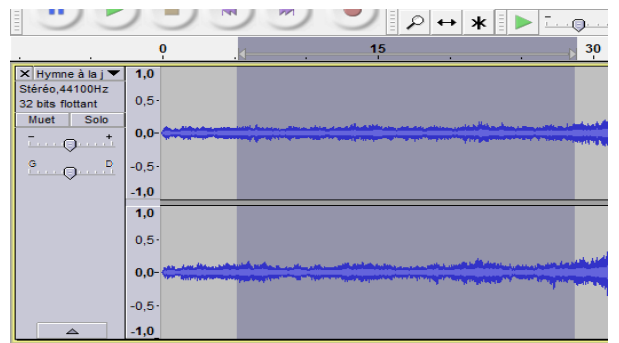 0 15 30
Hymne à la j
1,0
Stéréo,44100Hz
32 bits flottant
0,5-
Muet Solo
0,0-
- +
G D
-0,5-
-1,0
1,0
0,5-
0,0-
-0,5-
-1,0